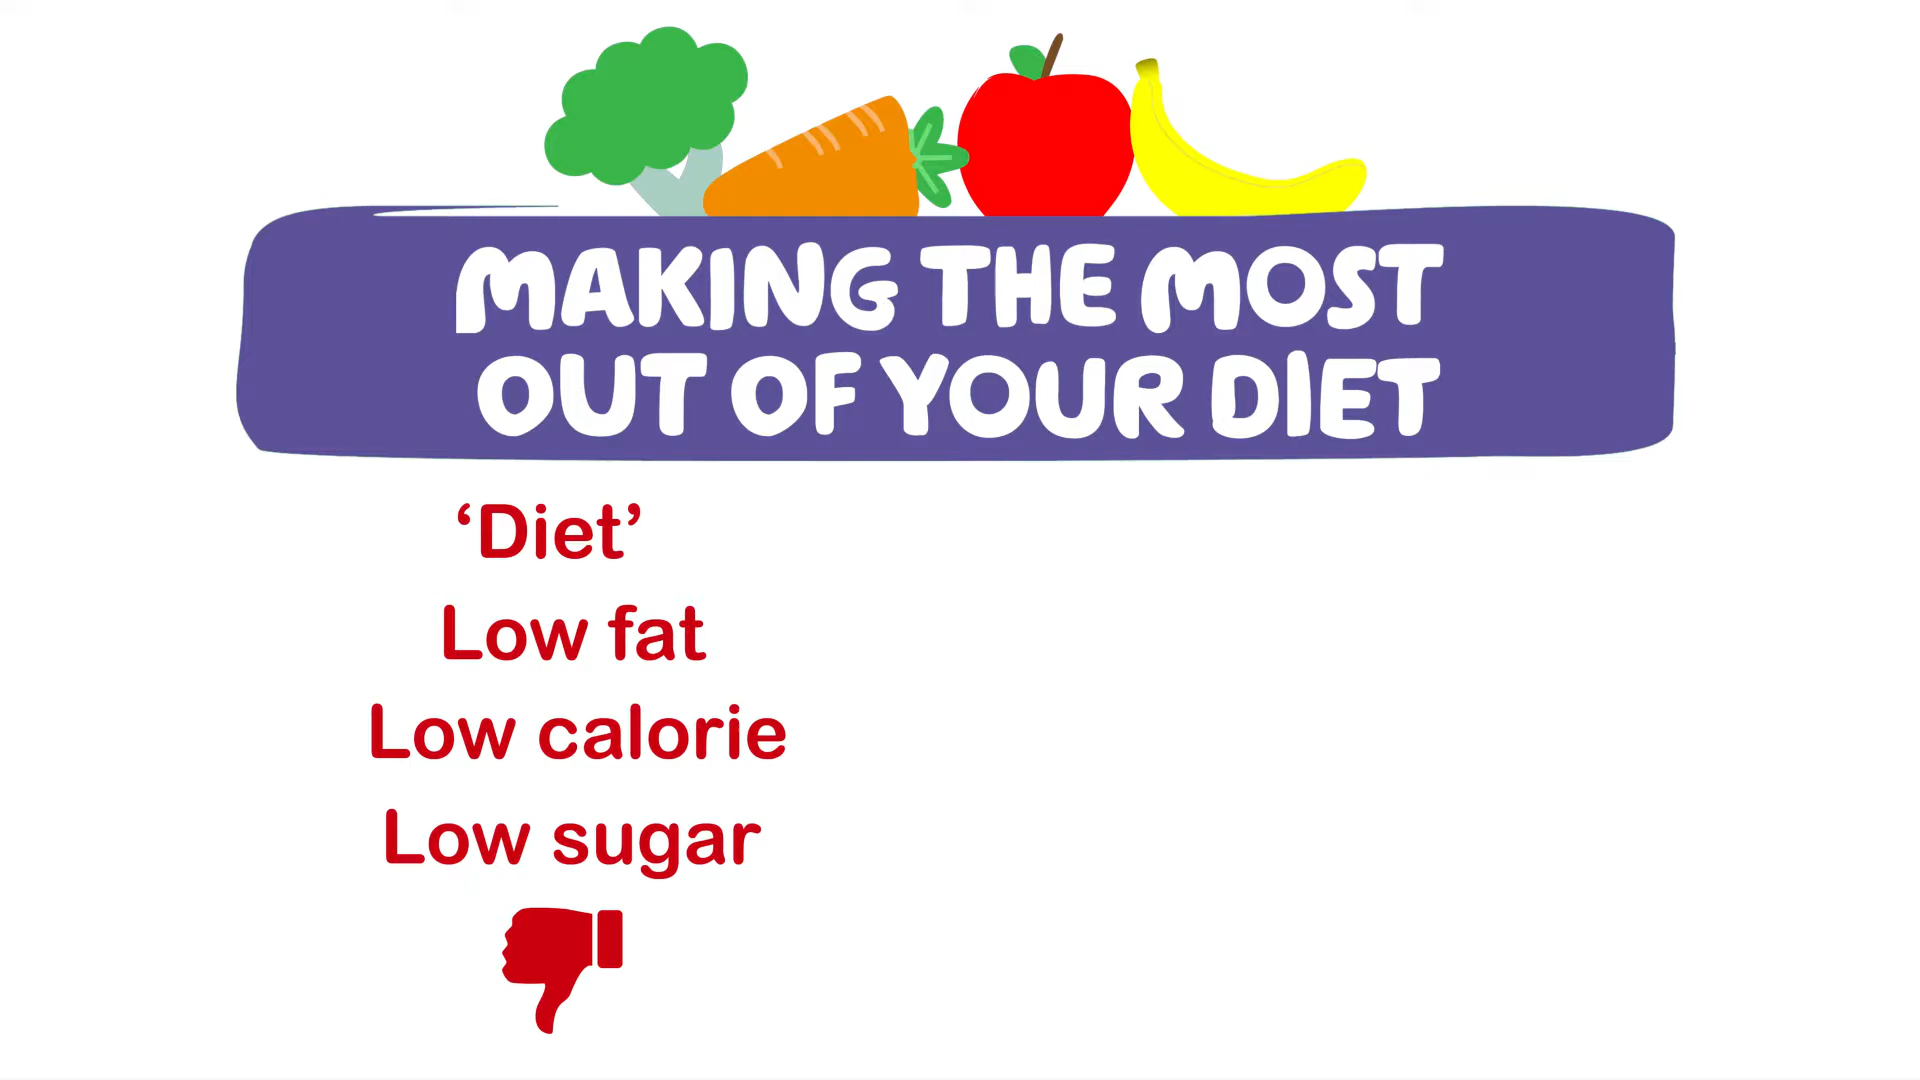 MAKING THE MOST
OUT OF YOUR DIET
‘Diet’
Low fat
Low calorie
Low sugar